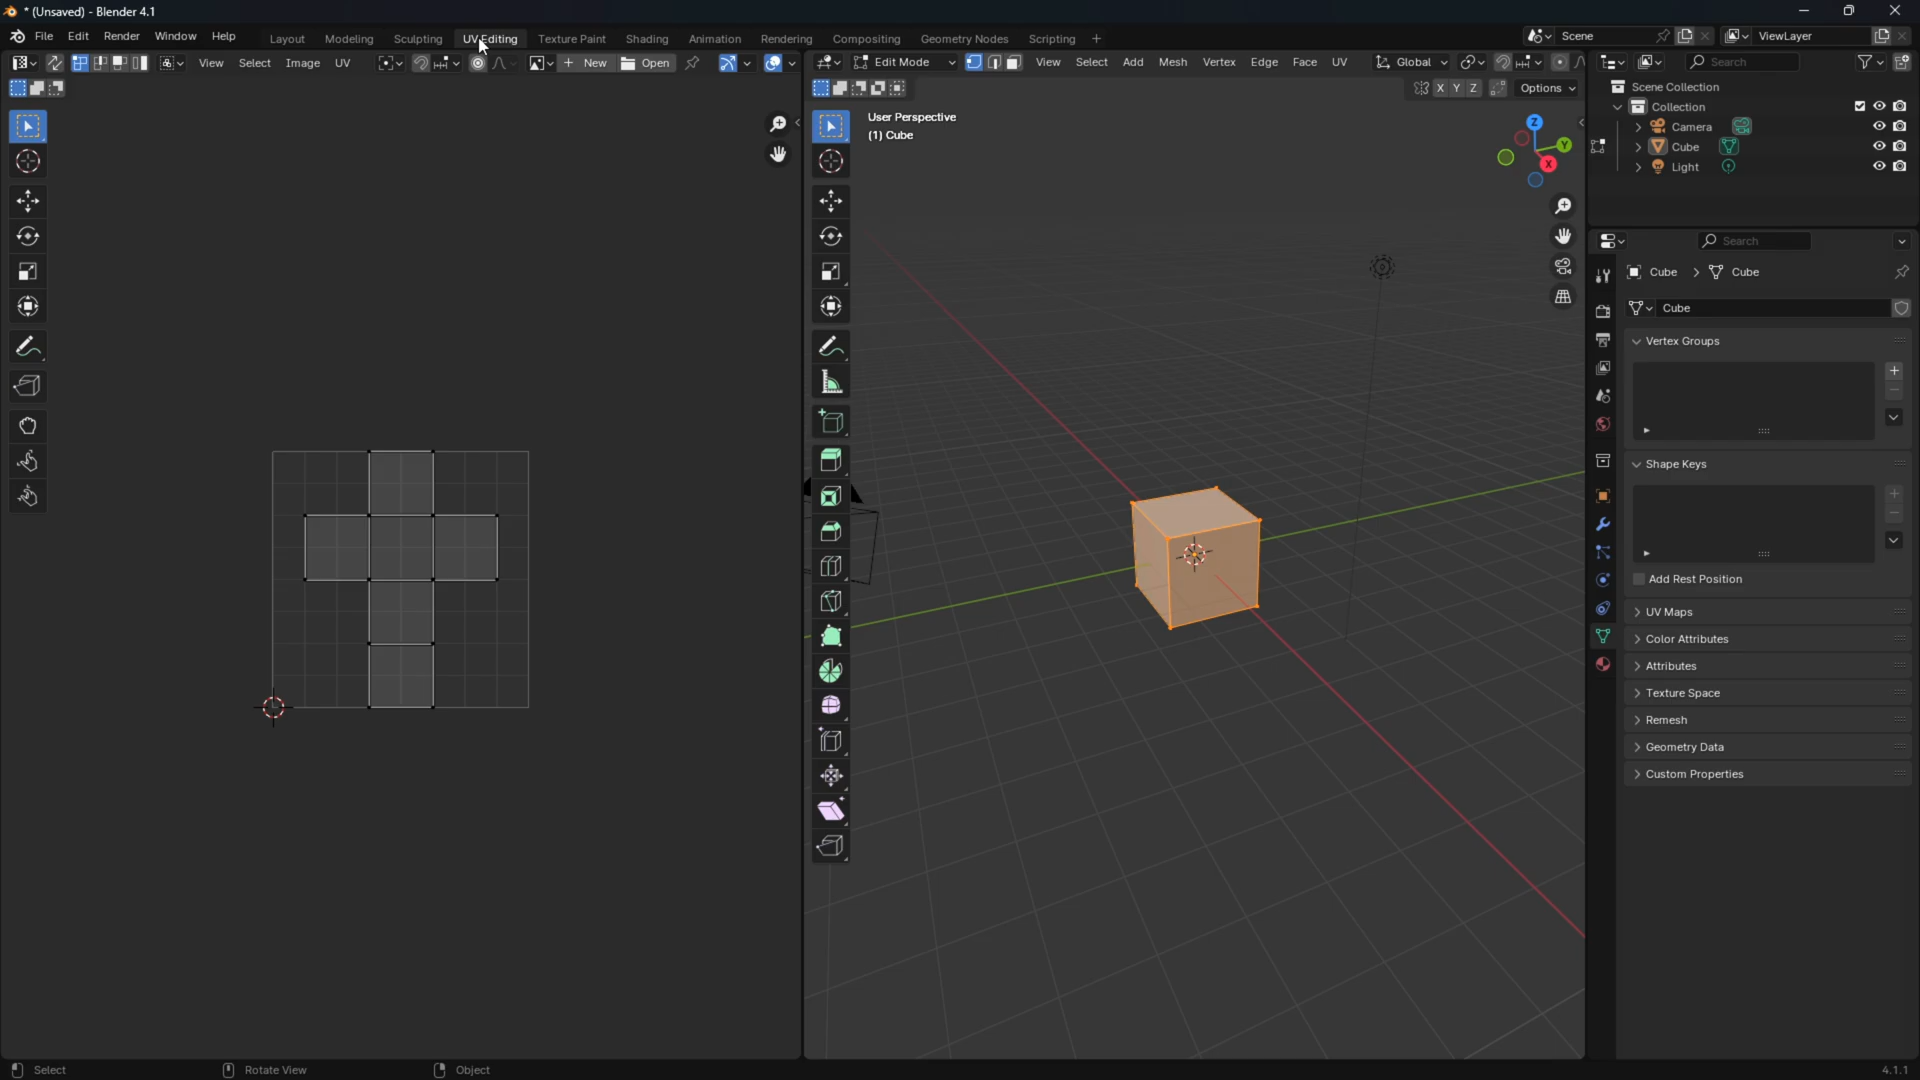 * (Unsaved) - Blender 4.1
File Edit Render Window Help Layout Modeling Sculpting UV Editing Texture Paint Shading Animation Rendering Compositing Geometry Nodes Scripting + Scene ViewLayer
View Select Image UV + New Open Edit Mode View Select Add Mesh Vertex Edge Face UV Global Search
X Y Z Options
User Perspective
(1) Cube
Z
Y
X
Scene Collection
Collection
Camera
Cube
Light
Search
Cube > Cube
Cube
Vertex Groups
Shape Keys
Add Rest Position
UV Maps
Color Attributes
Attributes
Texture Space
Remesh
Geometry Data
Custom Properties
Select Rotate View Object 4.1.1